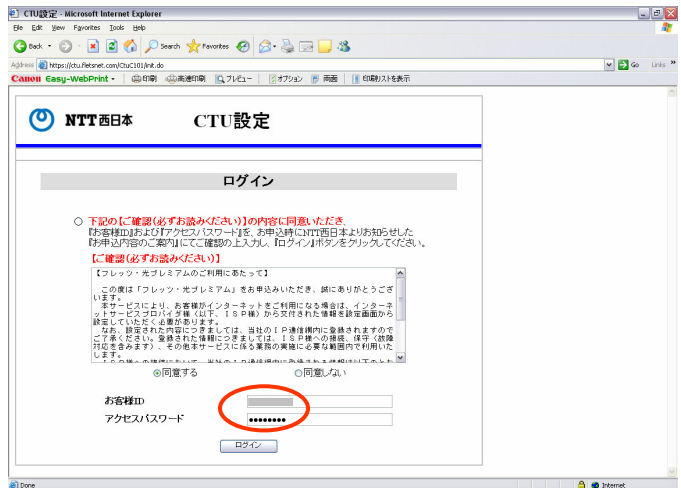 CTU設定 - Microsoft Internet Explorer
File Edit View Favorites Tools Help
Back Search Favorites
Address https://ctu.fletsnet.com/CtuC101/Init.do Go Links »
Canon Easy-WebPrint 印刷 高速印刷 プレビュー オプション 両面 印刷リストを表示
NTT西日本 CTU設定
ログイン
下記の【ご確認(必ずお読みください)】の内容に同意いただき、
『お客様ID』および『アクセスパスワード』を、お申込時にNTT西日本よりお知らせした
『お申込内容のご案内』にてご確認の上入力し、『ログイン』ボタンをクリックしてください。
【ご確認(必ずお読みください)】
【フレッツ・光プレミアムのご利用にあたって】
この度は「フレッツ・光プレミアム」をお申込みいただき、誠にありがとうござ
います。
本サービスにより、お客様がインターネットをご利用になる場合は、インターネ
ットサービスプロバイダ様（以下、ＩＳＰ様）から交付された情報を設定画面から
設定していただく必要があります。
なお、設定された内容につきましては、当社のＩＰ通信網内に登録されますので
ご了承ください。登録された情報につきましては、ＩＳＰ様への接続、保守（故障
対応を含みます）、その他本サービスに係る業務の実施に必要な範囲内で利用いた
します。
同意する 同意しない
お客様ID
アクセスパスワード
ログイン
Done Internet